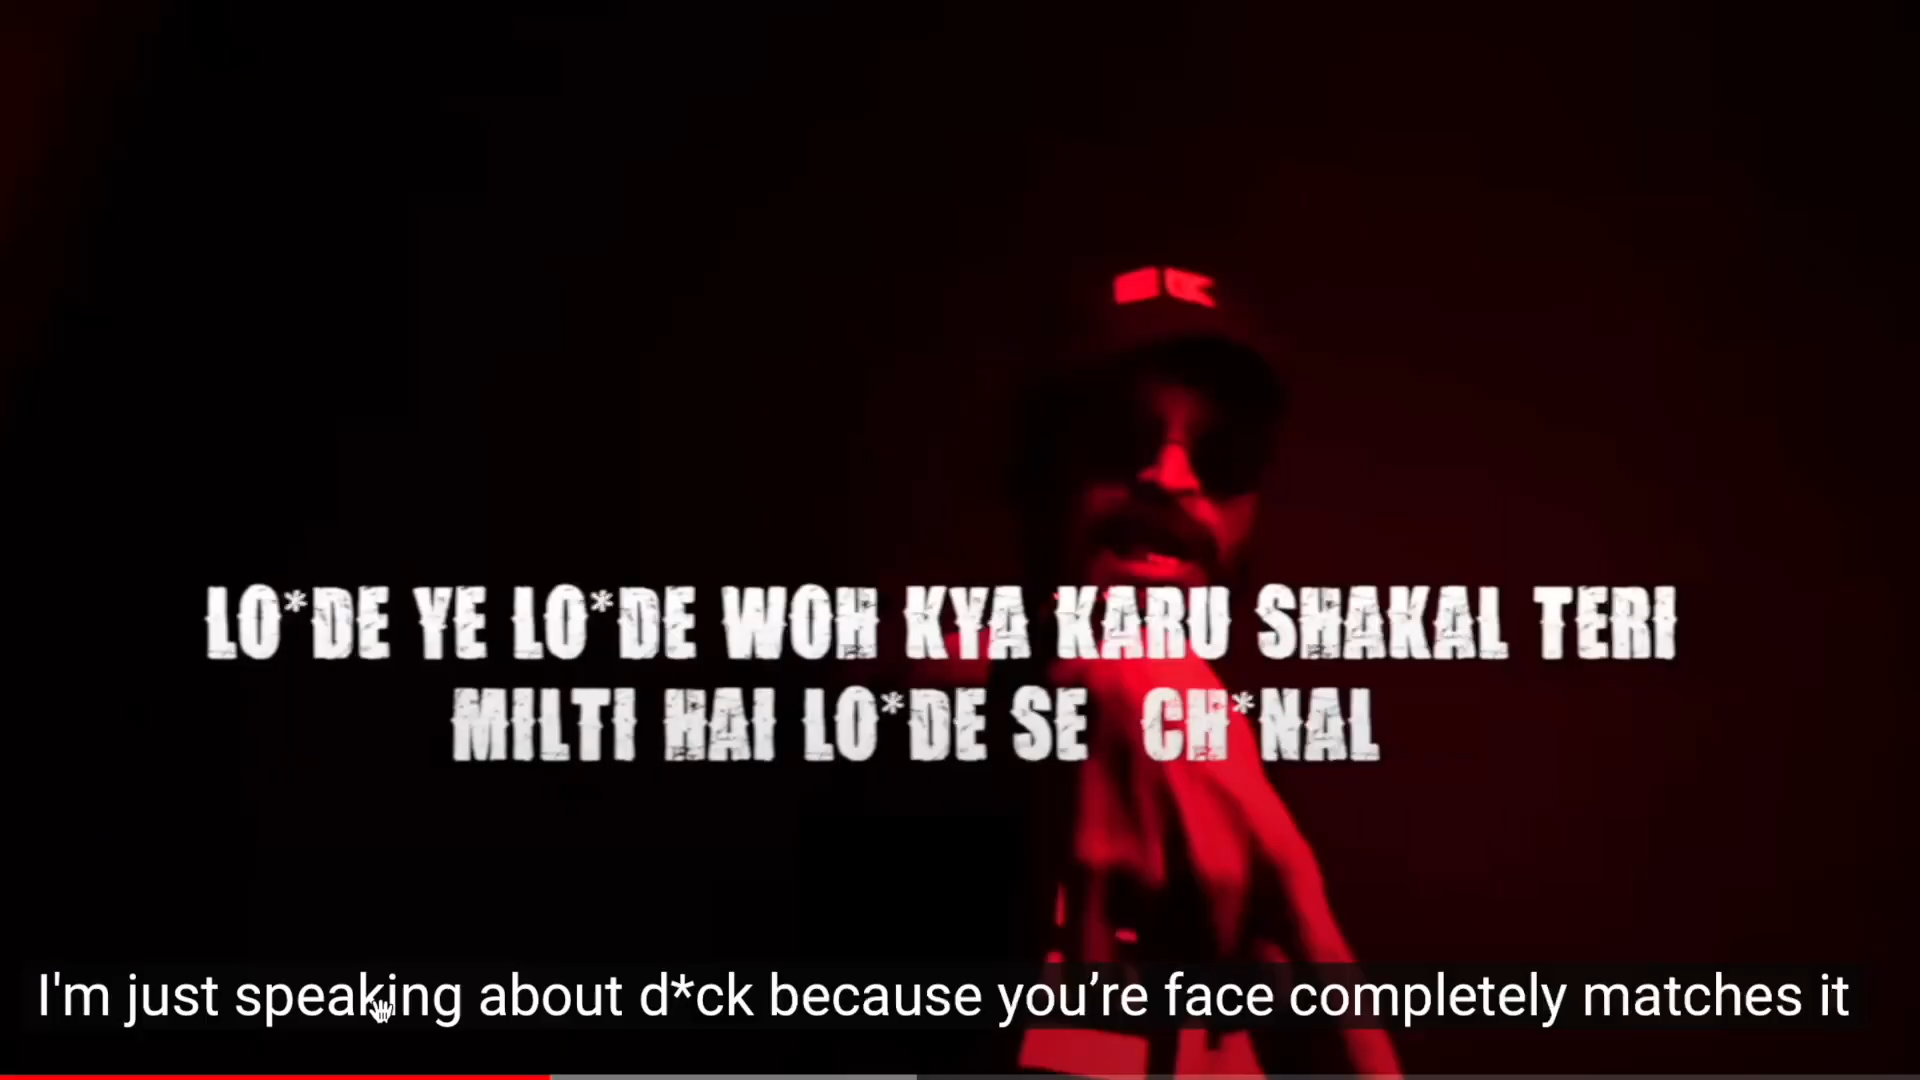 LO*DE YE LO*DE WOH KYA KARU SHAKAL TERI
MILTI HAI LO*DE SE CH*NAL
I'm just speaking about d*ck because you’re face completely matches it